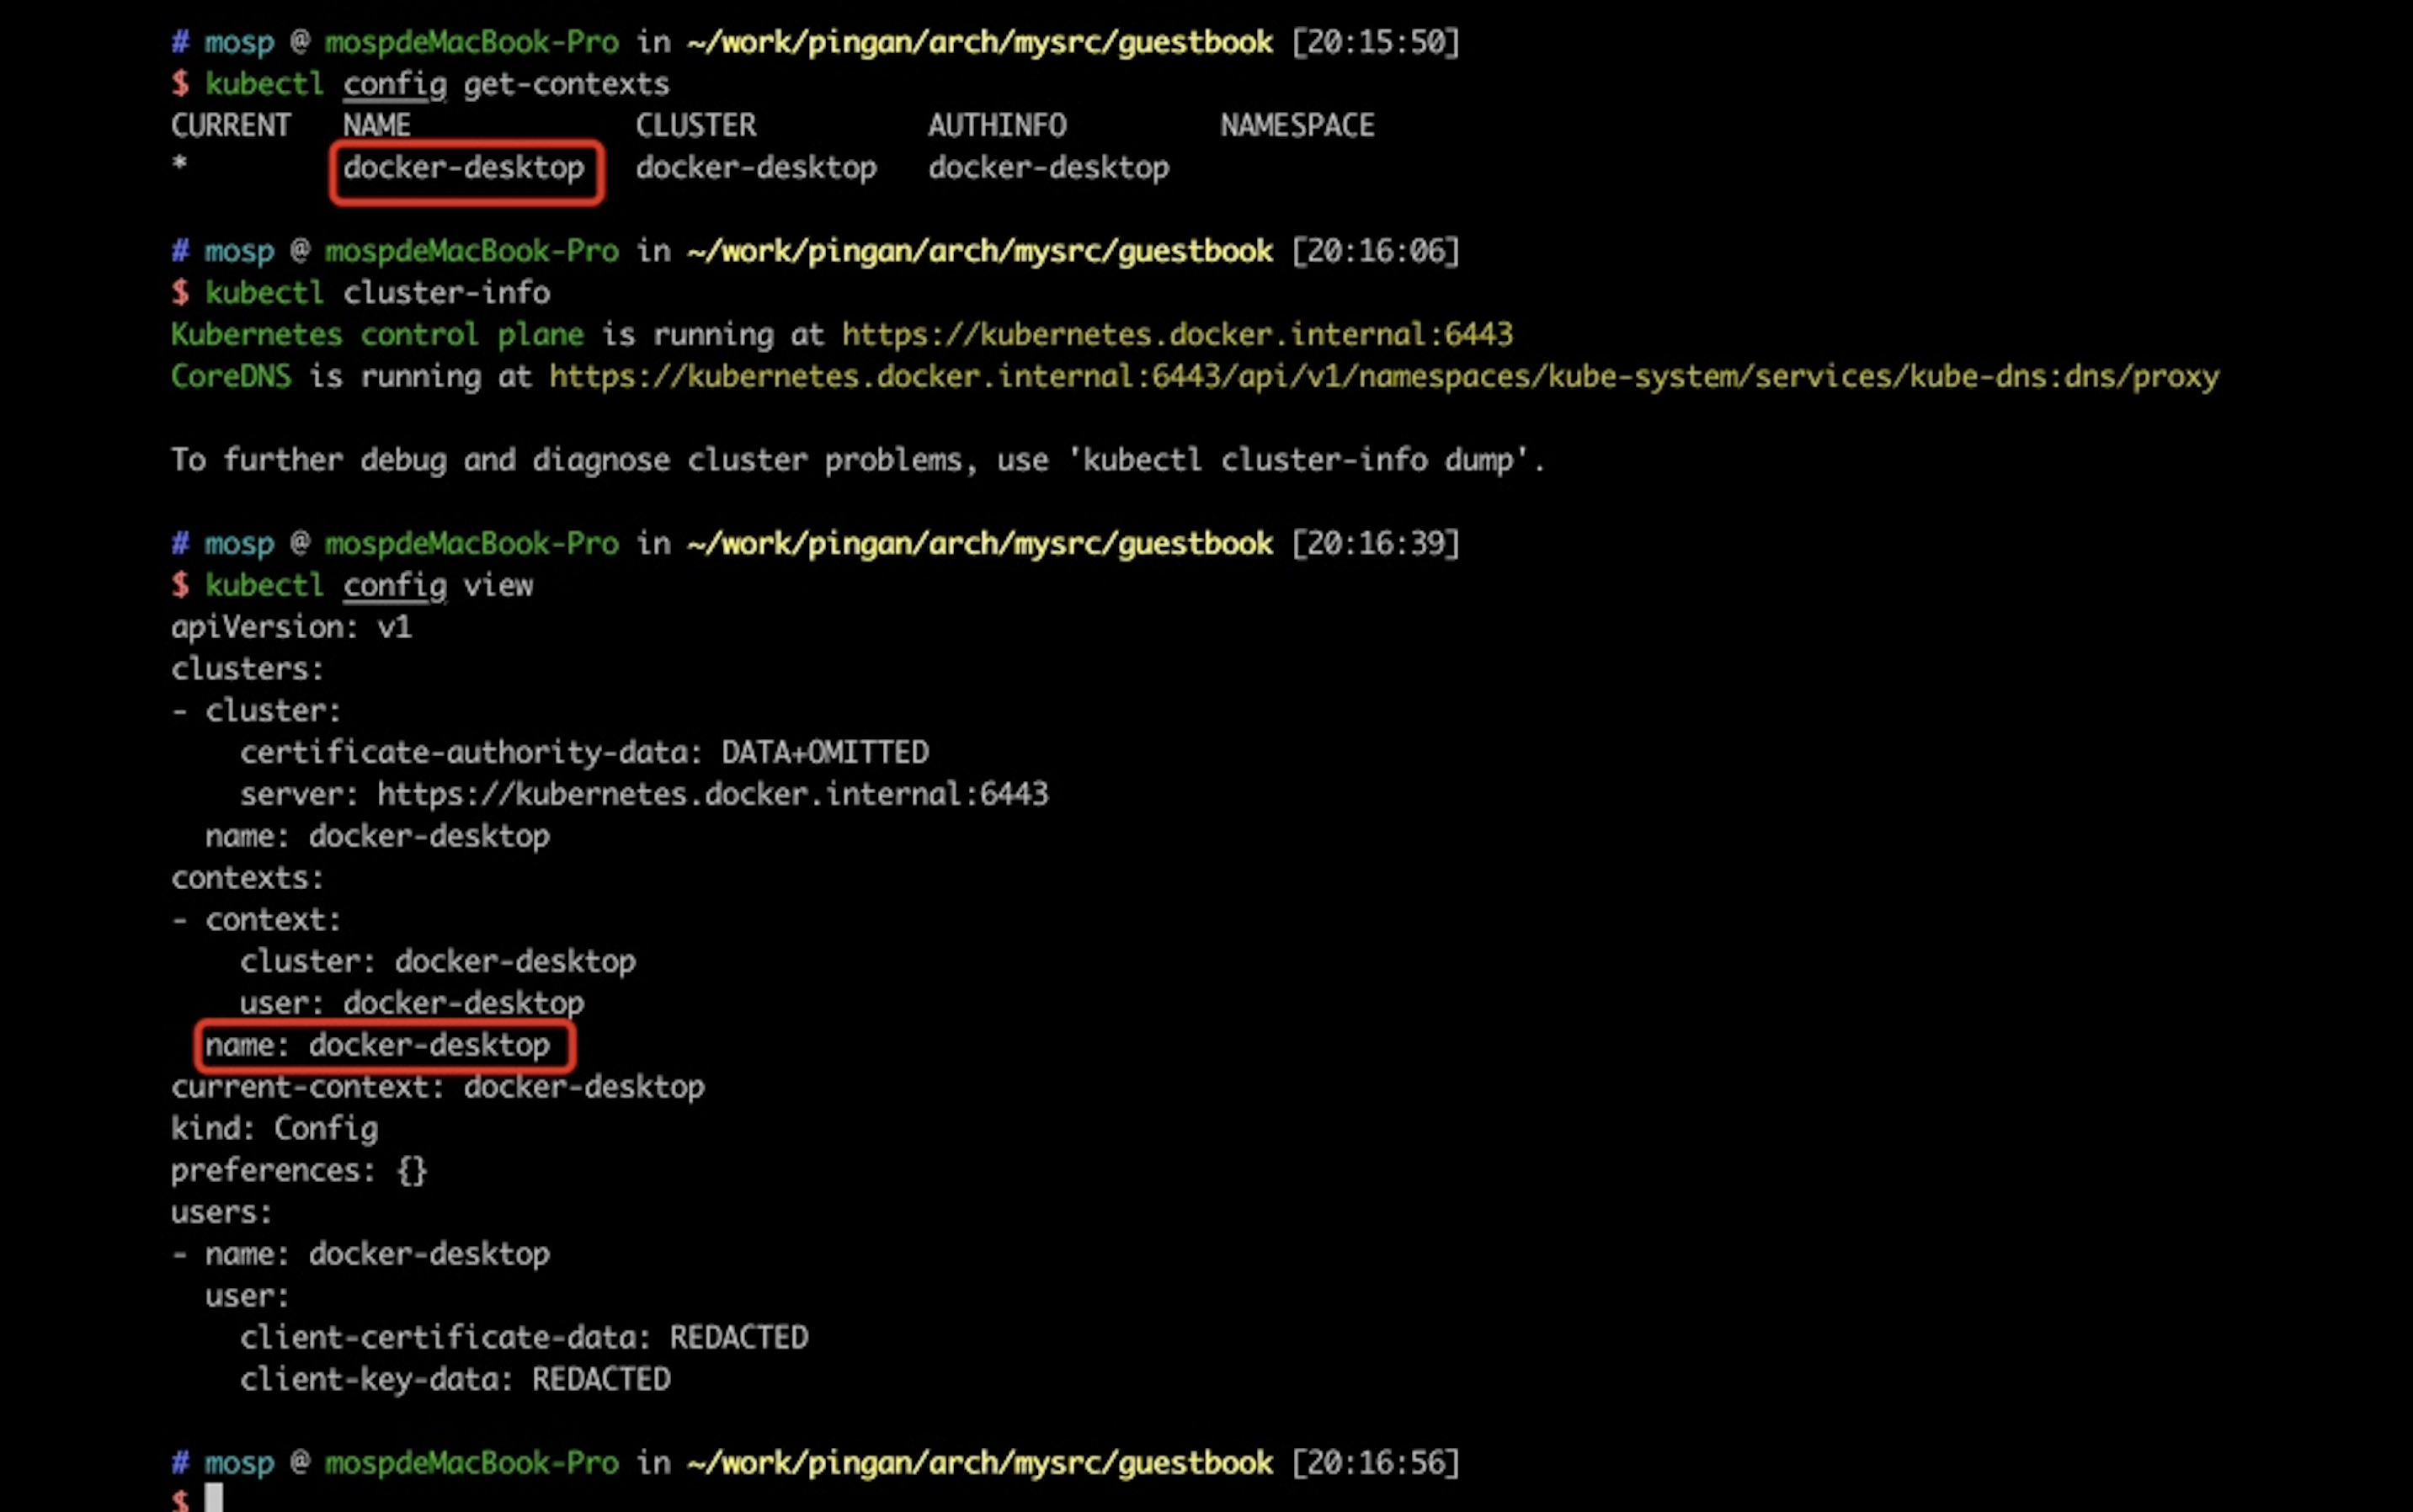 # mosp @ mospdeMacBook-Pro in ~/work/pingan/arch/mysrc/guestbook [20:15:50]
$ kubectl config get-contexts
CURRENT   NAME             CLUSTER          AUTHINFO         NAMESPACE
*         docker-desktop   docker-desktop   docker-desktop
# mosp @ mospdeMacBook-Pro in ~/work/pingan/arch/mysrc/guestbook [20:16:06]
$ kubectl cluster-info
Kubernetes control plane is running at https://kubernetes.docker.internal:6443
CoreDNS is running at https://kubernetes.docker.internal:6443/api/v1/namespaces/kube-system/services/kube-dns:dns/proxy
To further debug and diagnose cluster problems, use 'kubectl cluster-info dump'.
# mosp @ mospdeMacBook-Pro in ~/work/pingan/arch/mysrc/guestbook [20:16:39]
$ kubectl config view
apiVersion: v1
clusters:
- cluster:
    certificate-authority-data: DATA+OMITTED
    server: https://kubernetes.docker.internal:6443
  name: docker-desktop
contexts:
- context:
    cluster: docker-desktop
    user: docker-desktop
  name: docker-desktop
current-context: docker-desktop
kind: Config
preferences: {}
users:
- name: docker-desktop
  user:
    client-certificate-data: REDACTED
    client-key-data: REDACTED
# mosp @ mospdeMacBook-Pro in ~/work/pingan/arch/mysrc/guestbook [20:16:56]
$